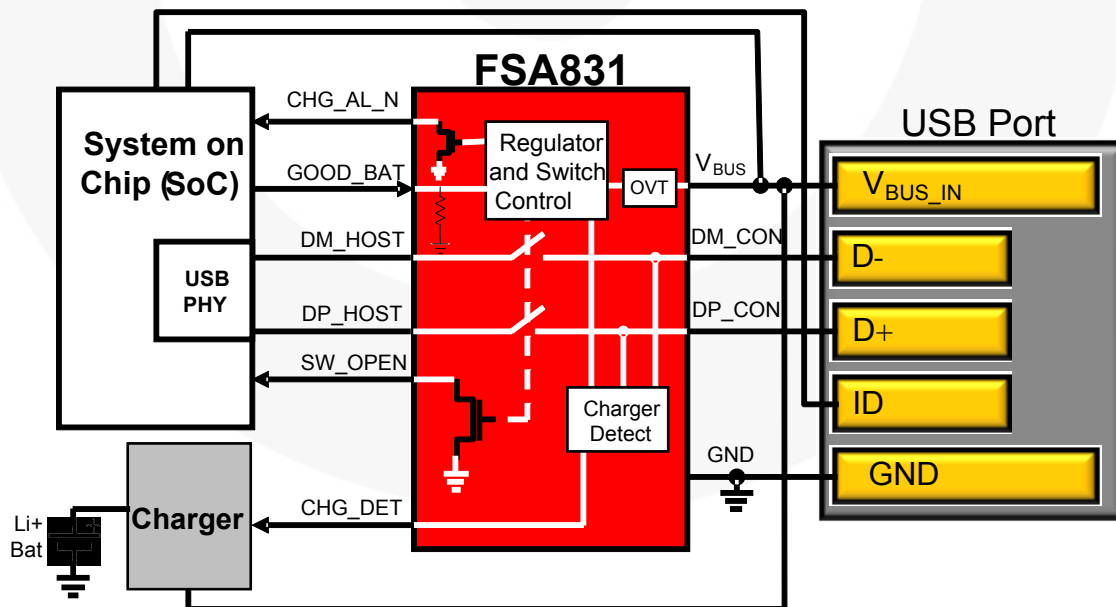 FSA831
USB Port
System on
Chip (SoC)
USB
PHY
CHG_AL_N
GOOD_BAT
DM_HOST
DP_HOST
SW_OPEN
CHG_DET
Regulator
and Switch
Control
OVT
Charger
Detect
VBUS
DM_CON
DP_CON
GND
VBUS_IN
D-
D+
ID
GND
Charger
Li+
Bat